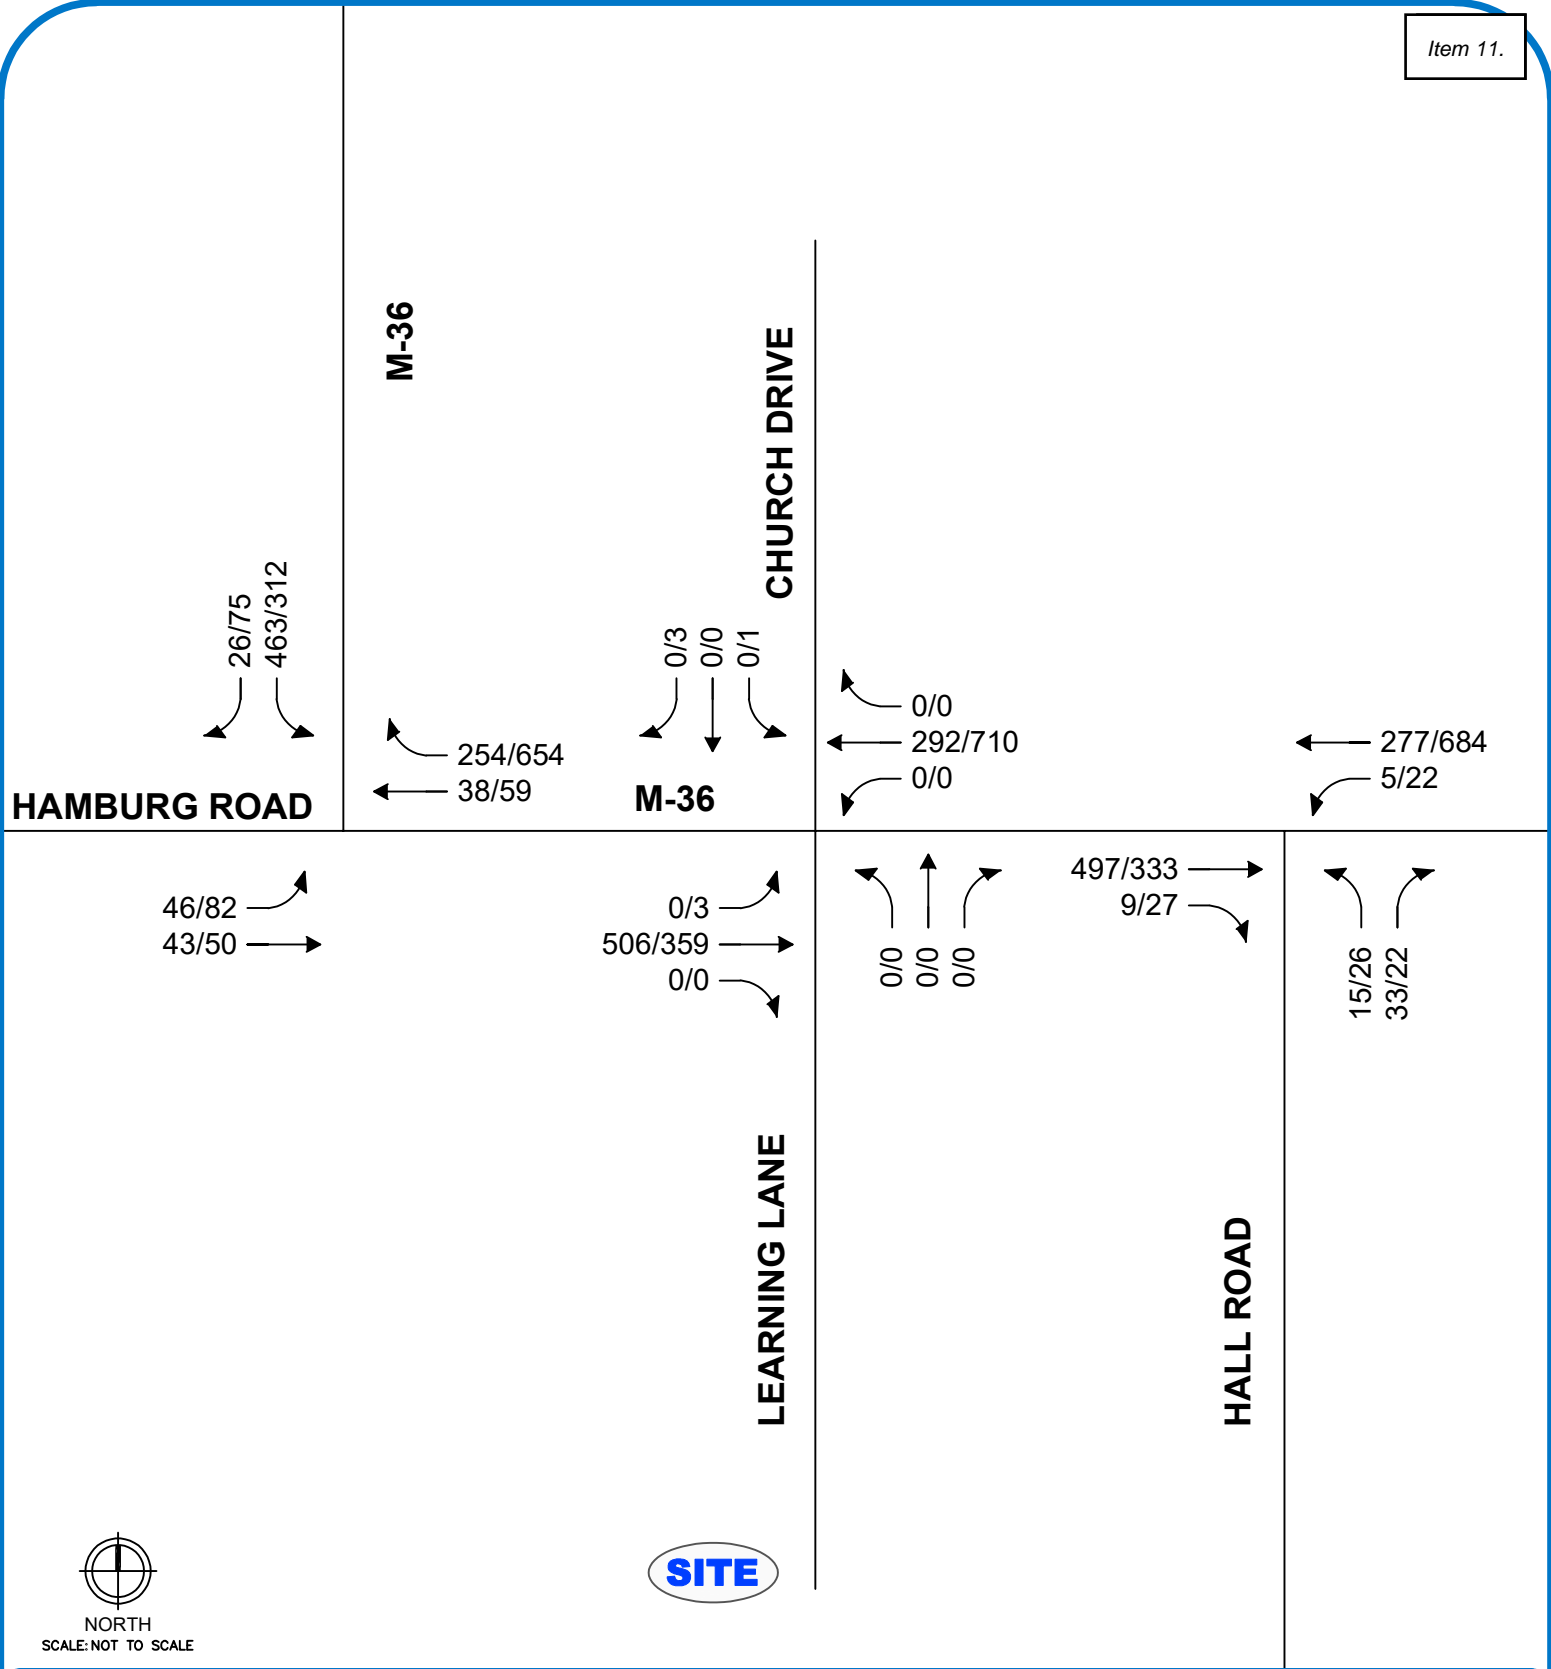 Item 11.
M-36
CHURCH DRIVE
26/75
463/312
0/3
0/0
0/1
0/0
292/710
0/0
277/684
5/22
254/654
38/59
HAMBURG ROAD
M-36
46/82
43/50
0/3
506/359
0/0
0/0
0/0
0/0
497/333
9/27
15/26
33/22
LEARNING LANE
HALL ROAD
SITE
NORTH
SCALE: NOT TO SCALE